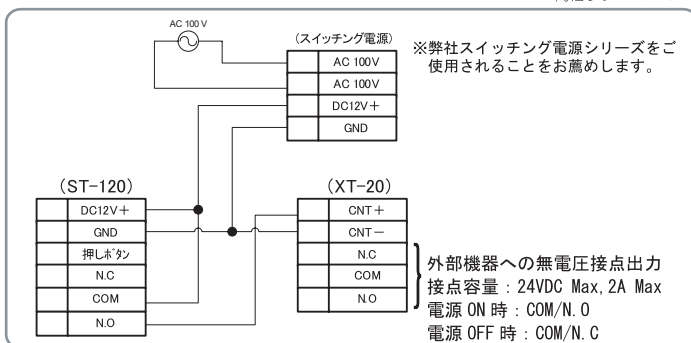 AC 100 V
(スイッチング電源)
AC 100V
AC 100V
DC12V＋
GND
※弊社スイッチング電源シリーズをご
使用されることをお薦めします。
(ST-120)
DC12V＋
GND
押しボタン
N.C
COM
N.O
(XT-20)
CNT＋
CNT－
N.C
COM
N.O
外部機器への無電圧接点出力
接点容量：24VDC Max, 2A Max
電源 ON 時：COM/N.O
電源 OFF 時：COM/N.C